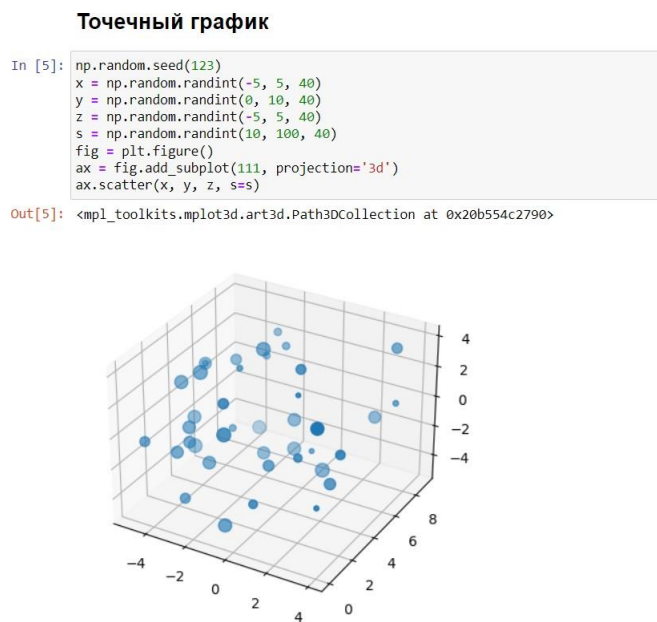 Точечный график
In [5]: np.random.seed(123)
x = np.random.randint(-5, 5, 40)
y = np.random.randint(0, 10, 40)
z = np.random.randint(-5, 5, 40)
s = np.random.randint(10, 100, 40)
fig = plt.figure()
ax = fig.add_subplot(111, projection='3d')
ax.scatter(x, y, z, s=s)
Out[5]: <mpl_toolkits.mplot3d.art3d.Path3DCollection at 0x20b554c2790>
4
2
0
−2
−4
8
6
4
2
0
−4
−2
0
2
4